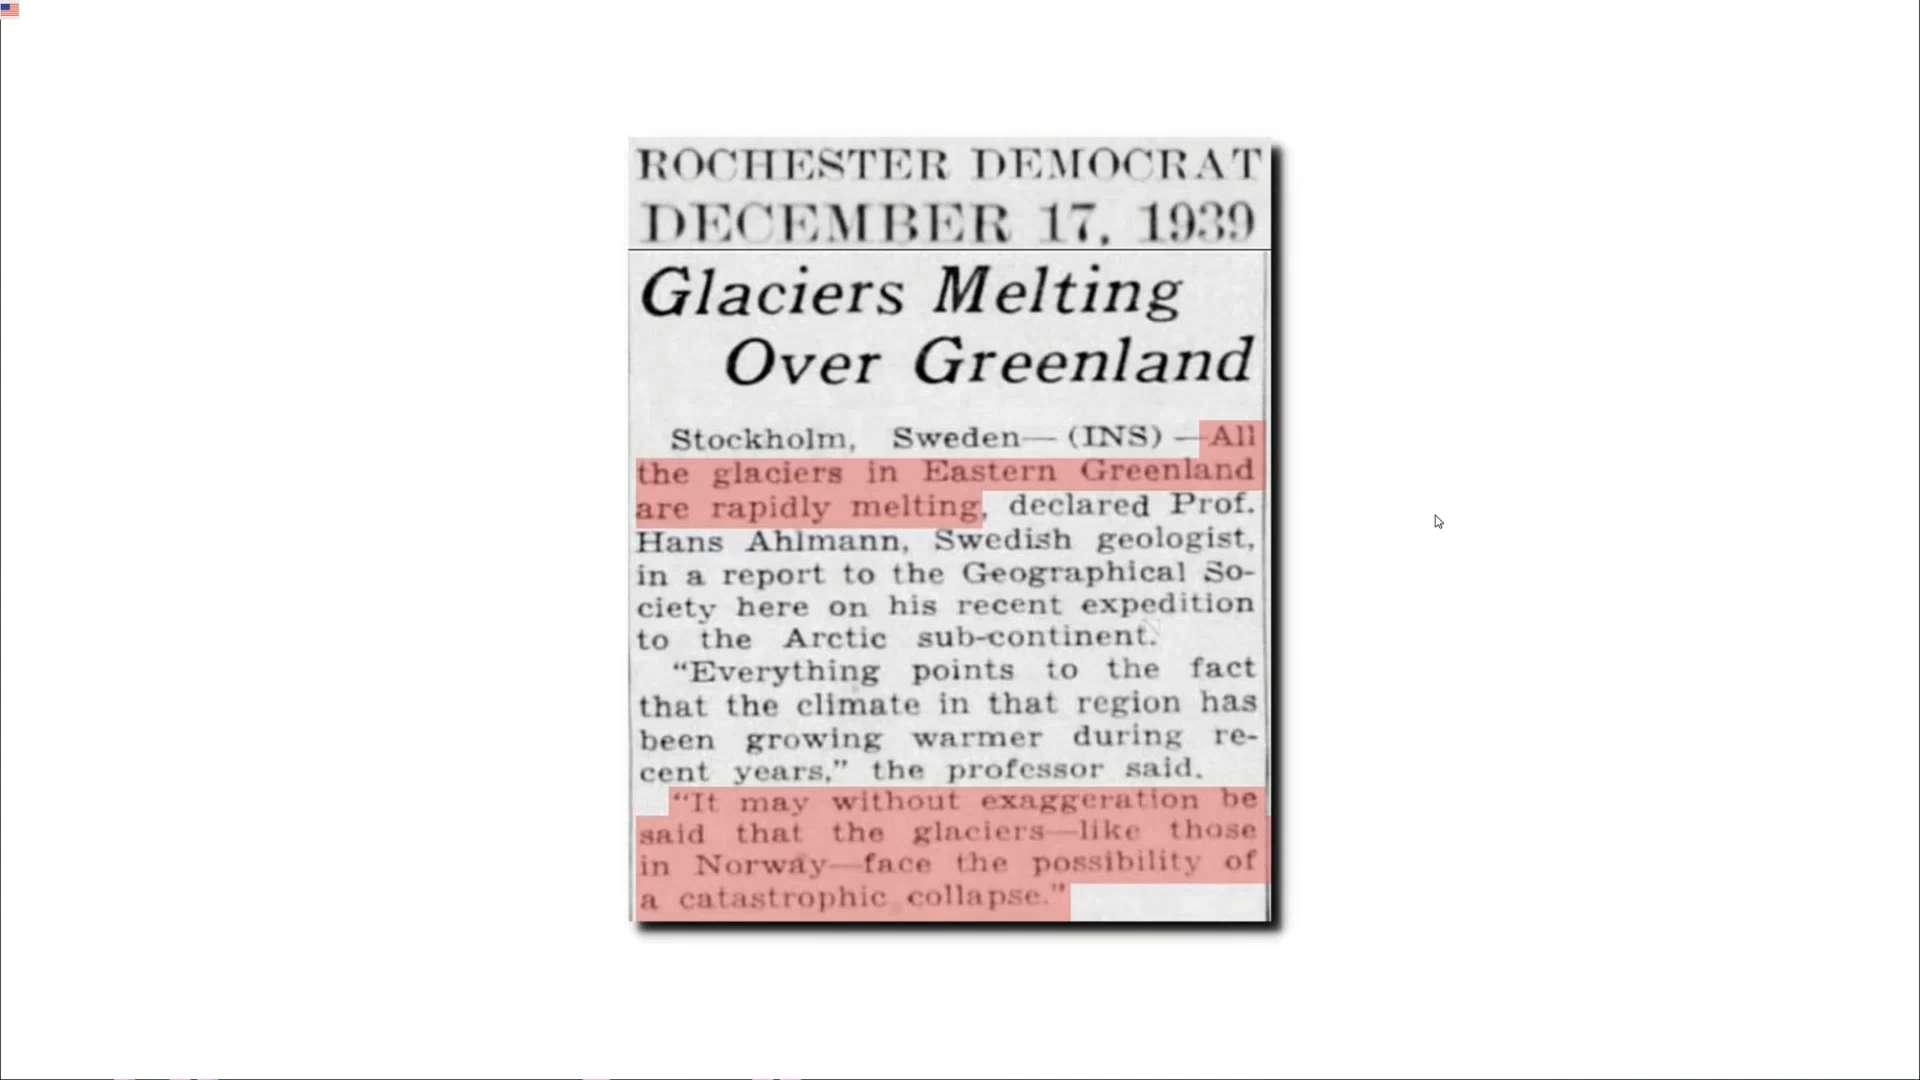 ROCHESTER DEMOCRAT
DECEMBER 17, 1939
Glaciers Melting
Over Greenland
Stockholm, Sweden—(INS)—All
the glaciers in Eastern Greenland
are rapidly melting, declared Prof.
Hans Ahlmann, Swedish geologist,
in a report to the Geographical So-
ciety here on his recent expedition
to the Arctic sub-continent.
“Everything points to the fact
that the climate in that region has
been growing warmer during re-
cent years,” the professor said.
“It may without exaggeration be
said that the glaciers—like those
in Norway—face the possibility of
a catastrophic collapse.”